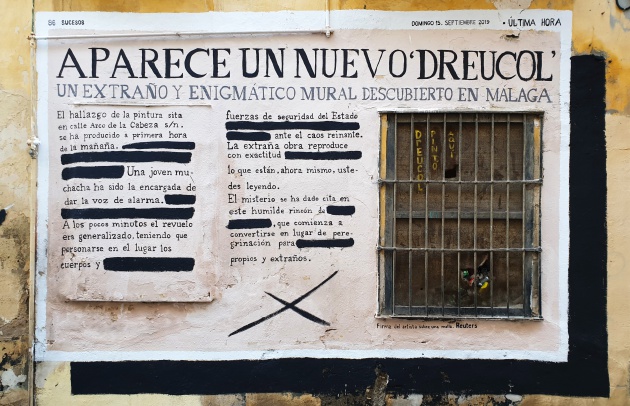 86 SUCESOS
DOMINGO 15, SEPTIEMBRE 2019 • ÚLTIMA HORA
APARECE UN NUEVO 'DREUCOL'
UN EXTRAÑO Y ENIGMÁTICO MURAL DESCUBIERTO EN MÁLAGA
El hallazgo de la pintura sita
en calle Arco de la Cabeza s/n,
se há producido a primera hora
de la mañana.
Una joven mu-
chacha ha sido la encargada de
dar la voz de alarma.
A los pocos minutos el revuelo
era generalizado, teniendo que
personarse en el lugar los
cuerpos y
fuerzas de seguridad del Estado
ante el caos reinante.
La extraña obra reproduce
con exactitud
lo que están, ahora mismo, uste-
des leyendo.
El misterio se ha dado cita en
este humilde rincón de
, que comienza a
convertirse en lugar de pere-
grinación para
propios y extraños.
DREUCOL
PINTÓ
aquí
Firma del artista sobre una mula. Reuters